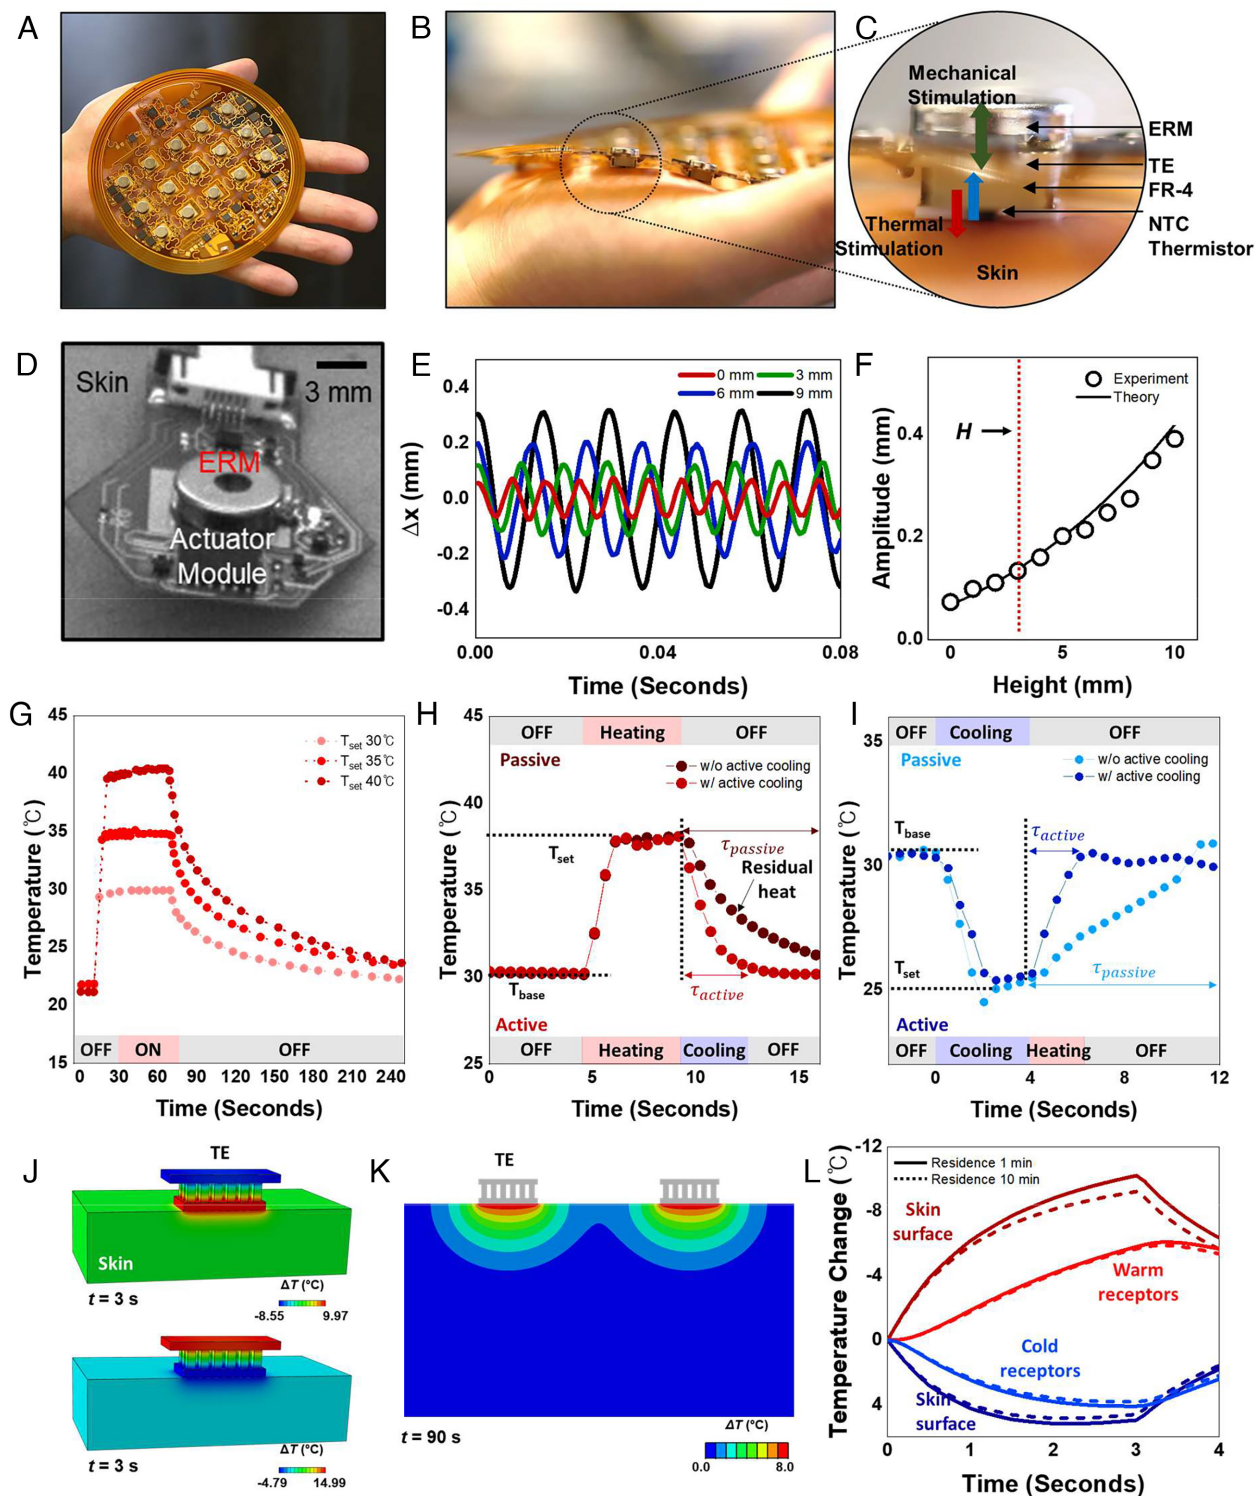 A
B
C
Mechanical
Stimulation
ERM
TE
FR-4
NTC
Thermistor
Thermal
Stimulation
Skin
D
Skin
3 mm
ERM
Actuator
Module
E
0 mm
3 mm
6 mm
9 mm
0.4
0.2
0.0
-0.2
-0.4
Δx (mm)
0.00
0.04
0.08
Time (Seconds)
F
Experiment
Theory
H
0.4
0.2
0.0
Amplitude (mm)
0
5
10
Height (mm)
G
45
40
35
30
25
20
15
Temperature (℃)
Tset 30℃
Tset 35℃
Tset 40℃
OFF
ON
OFF
0 30 60 90 120 150 180 210 240
Time (Seconds)
H
45
40
35
30
25
Temperature (℃)
OFF
Heating
OFF
Passive
w/o active cooling
w/ active cooling
Tset
τpassive
Residual
heat
Tbase
τactive
Active
OFF
Heating
Cooling
OFF
0 5 10 15
Time (Seconds)
I
35
30
25
Temperature (℃)
OFF
Cooling
OFF
Passive
w/o active cooling
w/ active cooling
Tbase
τactive
Tset
τpassive
Active
OFF
Cooling
Heating
OFF
0 4 8 12
Time (Seconds)
J
TE
Skin
t = 3 s
ΔT (°C)
-8.55 9.97
t = 3 s
ΔT (°C)
-4.79 14.99
K
TE
t = 90 s
ΔT (°C)
0.0 8.0
L
-12
-8
-4
0
4
Temperature Change (℃)
Residence 1 min
Residence 10 min
Skin
surface
Warm
receptors
Cold
receptors
Skin
surface
0 1 2 3 4
Time (Seconds)